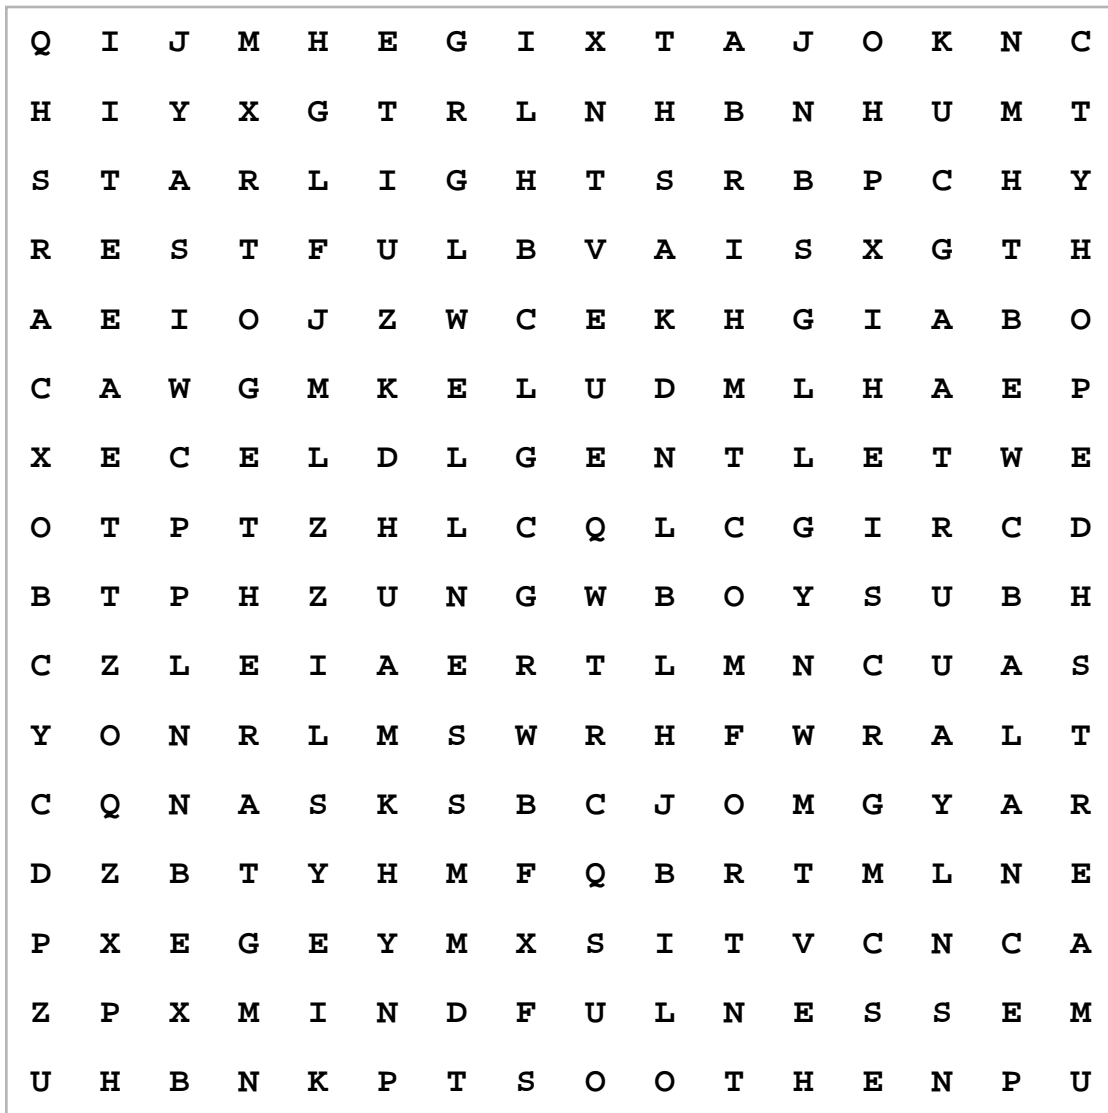 Q I J M H E G I X T A J O K N C
H I Y X G T R L N H B N H U M T
S T A R L I G H T S R B P C H Y
R E S T F U L B V A I S X G T H
A E I O J Z W C E K H G I A B O
C A W G M K E L U D M L H A E P
X E C E L D L G E N T L E T W E
O T P T Z H L C Q L C G I R C D
B T P H Z U N G W B O Y S U B H
C Z L E I A E R T L M N C U A S
Y O N R L M S W R H F W R A L T
C Q N A S K S B C J O M G Y A R
D Z B T Y H M F Q B R T M L N E
P X E G E Y M X S I T V C N C A
Z P X M I N D F U L N E S S E M
U H B N K P T S O O T H E N P U